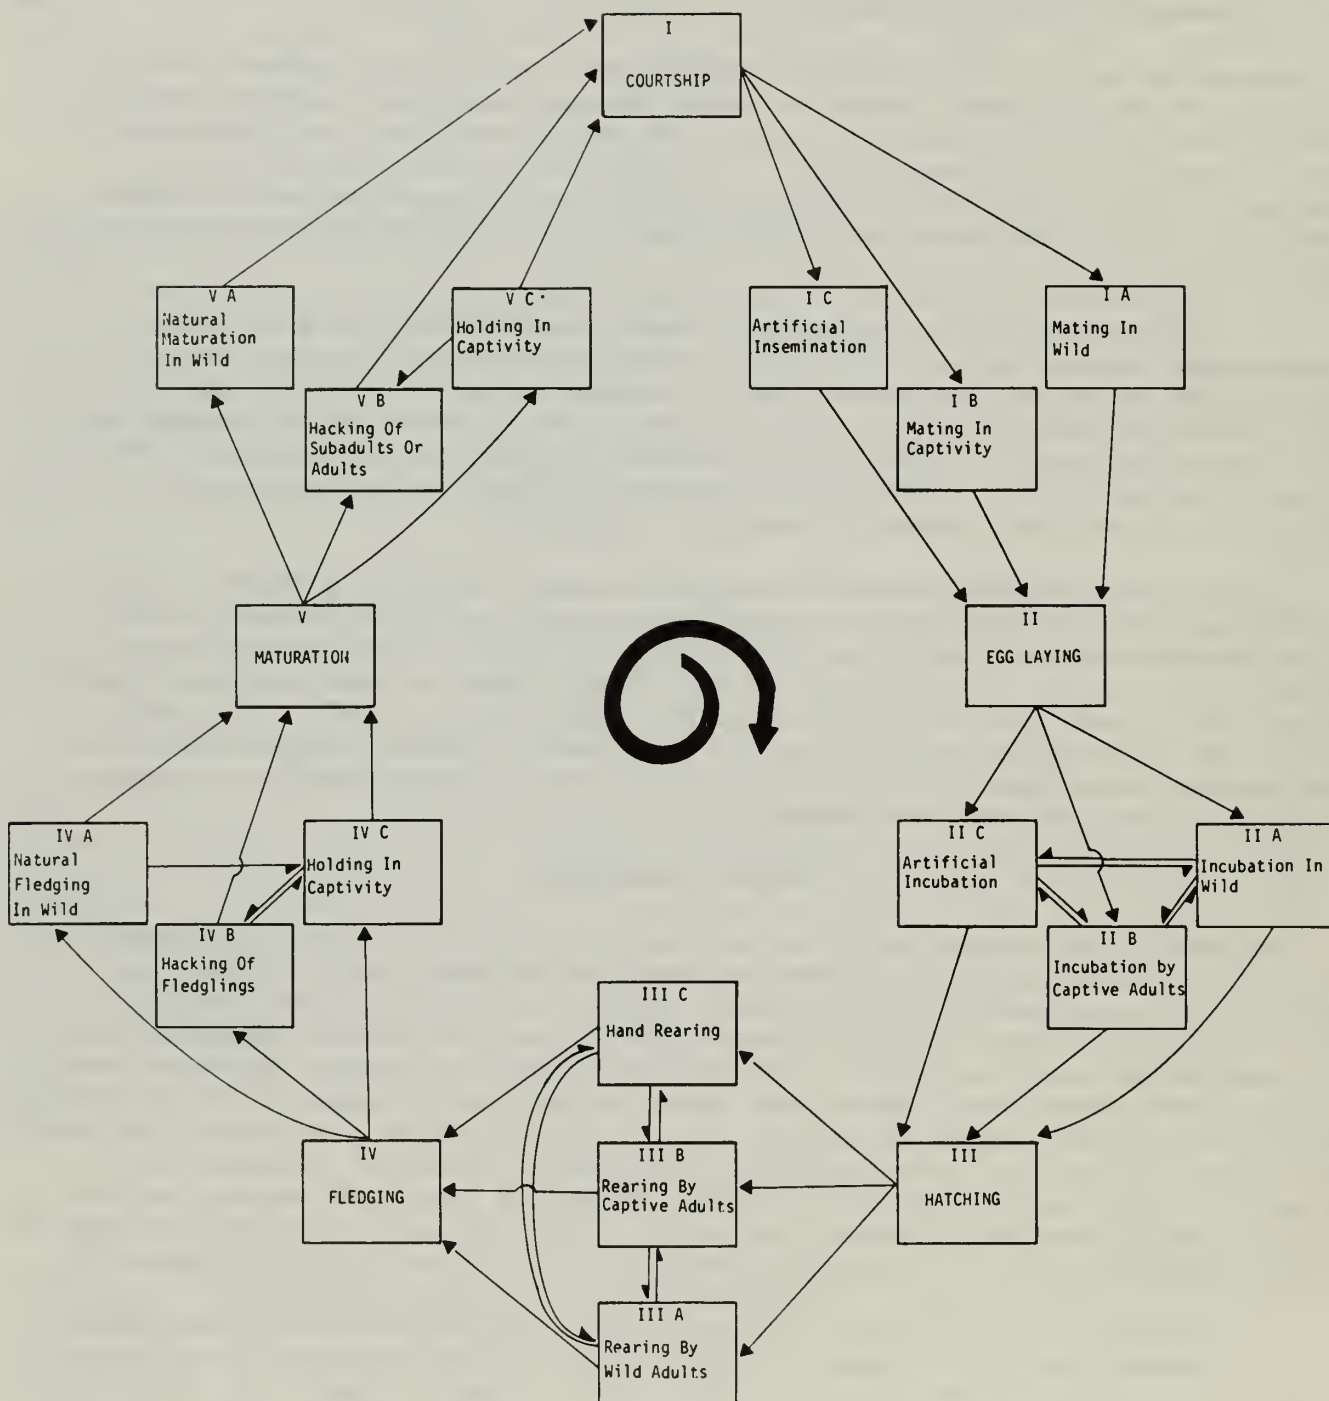 I
COURTSHIP
V A
Natural
Maturation
In Wild
V C
Holding In
Captivity
V B
Hacking Of
Subadults Or
Adults
I C
Artificial
Insemination
I B
Mating In
Captivity
I A
Mating In
Wild
V
MATURATION
II
EGG LAYING
IV A
Natural
Fledging
In Wild
IV C
Holding In
Captivity
IV B
Hacking Of
Fledglings
II C
Artificial
Incubation
II A
Incubation In
Wild
II B
Incubation by
Captive Adults
III C
Hand Rearing
IV
FLEDGING
III B
Rearing By
Captive Adults
III
HATCHING
III A
Rearing By
Wild Adults